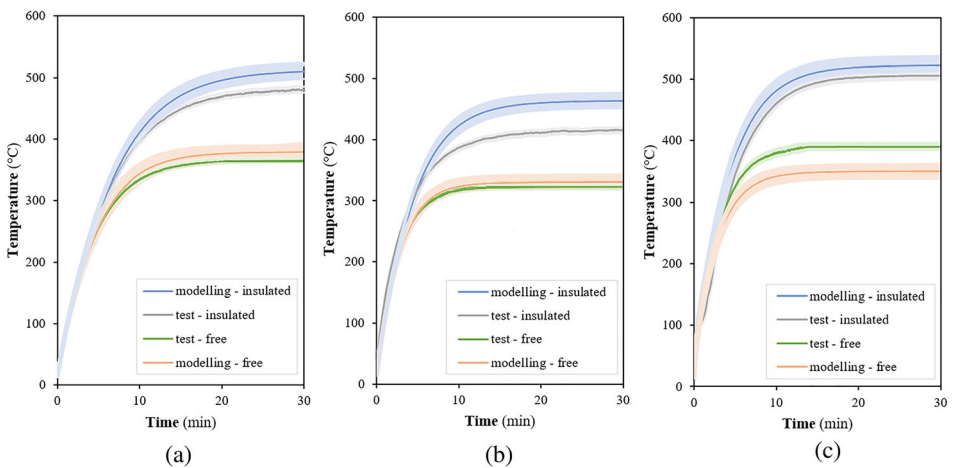 600
500
400
300
200
100
0
0 10 20 30
Temperature (°C)
Time (min)
modelling - insulated
test - insulated
test - free
modelling - free
(a)
600
500
400
300
200
100
0
0 10 20 30
Temperature (°C)
Time (min)
modelling - insulated
test - insulated
test - free
modelling - free
(b)
600
500
400
300
200
100
0
0 10 20 30
Temperature (°C)
Time (min)
modelling - insulated
test - insulated
test - free
modelling - free
(c)